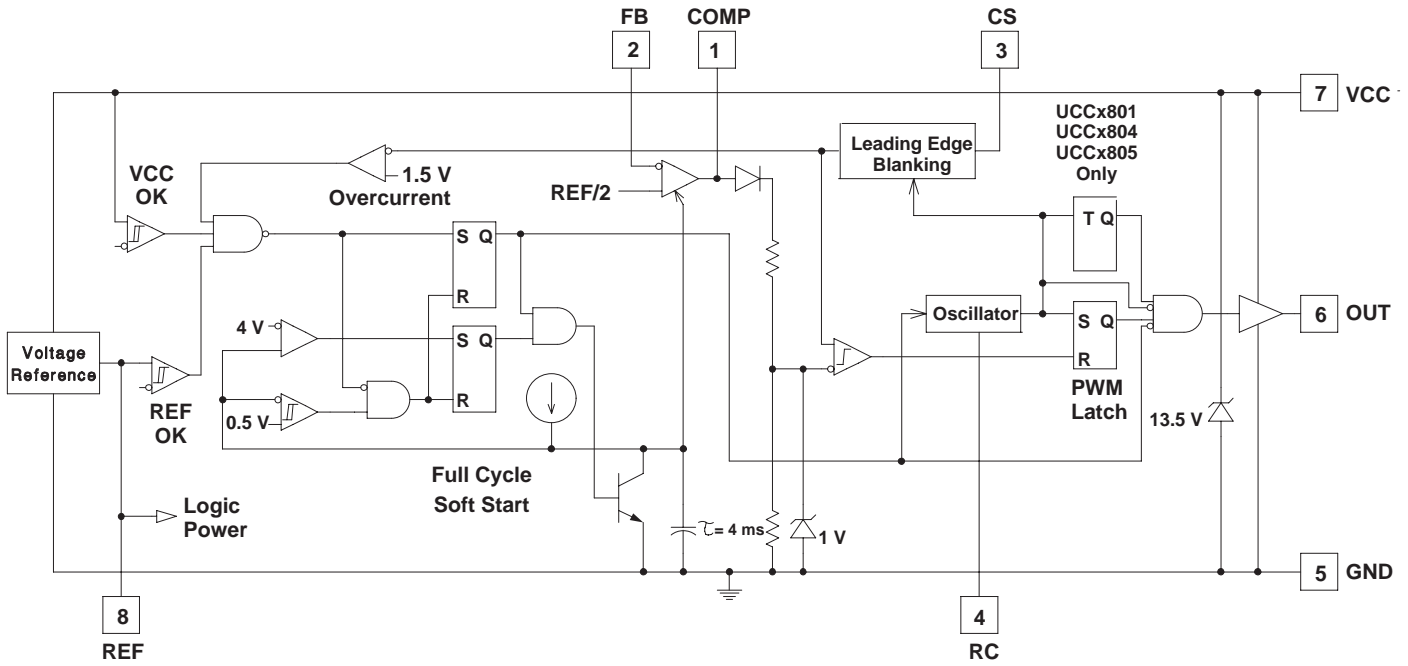 FB
COMP
CS
2
1
3
7 VCC
UCCx801
UCCx804
UCCx805
Only
Leading Edge
Blanking
1.5 V
Overcurrent
VCC
OK
REF/2
T Q
S Q
R
4 V
Oscillator
S Q
R
6 OUT
S Q
R
Voltage
Reference
REF
OK
0.5 V
PWM
Latch
13.5 V
Full Cycle
Soft Start
Logic
Power
τ= 4 ms
1 V
5 GND
8
REF
4
RC